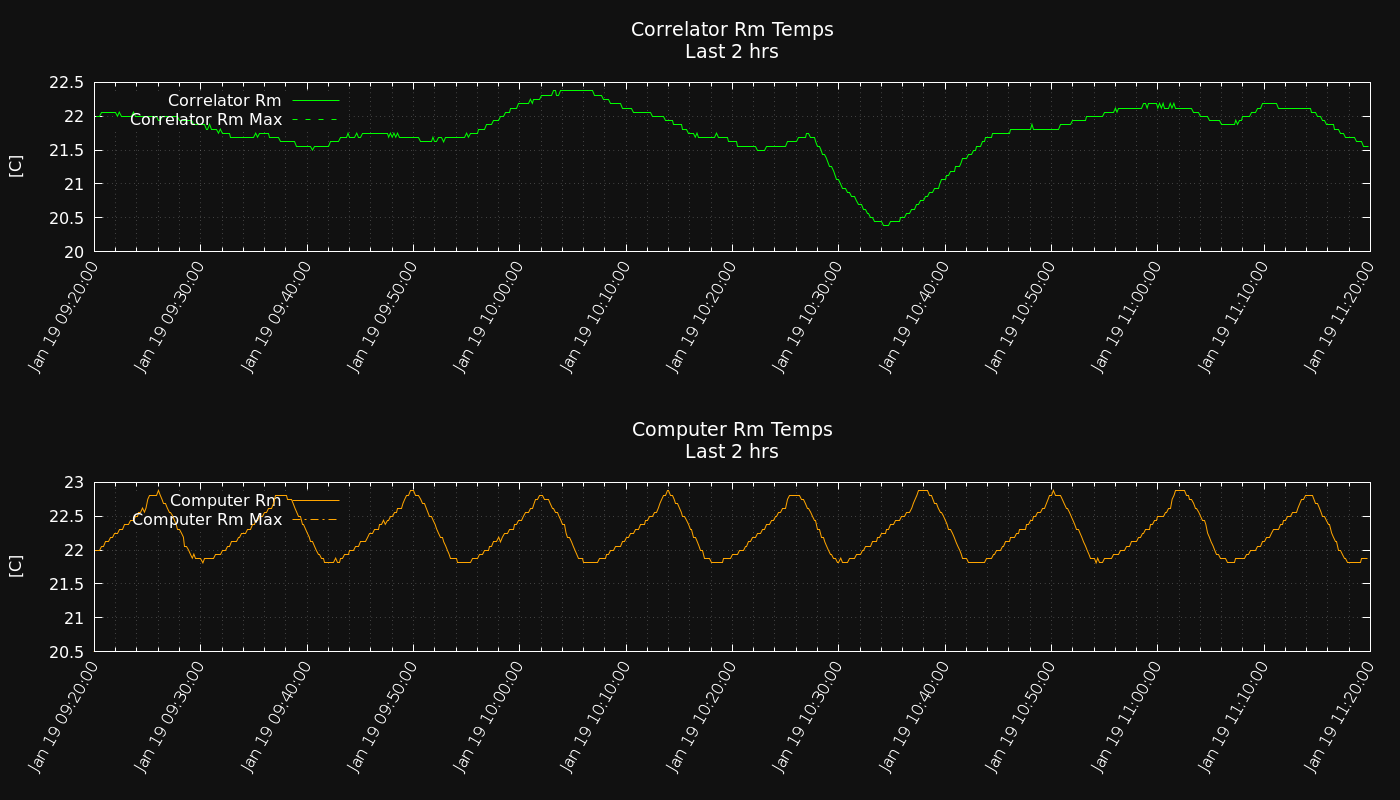 Correlator Rm Temps
Last 2 hrs
22.5
22
21.5
21
20.5
20
[C]
Correlator Rm
Correlator Rm Max
Jan 19 09:20:00
Jan 19 09:30:00
Jan 19 09:40:00
Jan 19 09:50:00
Jan 19 10:00:00
Jan 19 10:10:00
Jan 19 10:20:00
Jan 19 10:30:00
Jan 19 10:40:00
Jan 19 10:50:00
Jan 19 11:00:00
Jan 19 11:10:00
Jan 19 11:20:00
Computer Rm Temps
Last 2 hrs
23
22.5
22
21.5
21
20.5
[C]
Computer Rm
Computer Rm Max
Jan 19 09:20:00
Jan 19 09:30:00
Jan 19 09:40:00
Jan 19 09:50:00
Jan 19 10:00:00
Jan 19 10:10:00
Jan 19 10:20:00
Jan 19 10:30:00
Jan 19 10:40:00
Jan 19 10:50:00
Jan 19 11:00:00
Jan 19 11:10:00
Jan 19 11:20:00